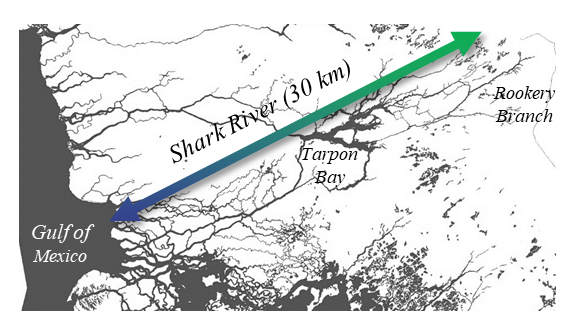 Shark River (30 km)
Rookery
Branch
Tarpon
Bay
Gulf of
Mexico